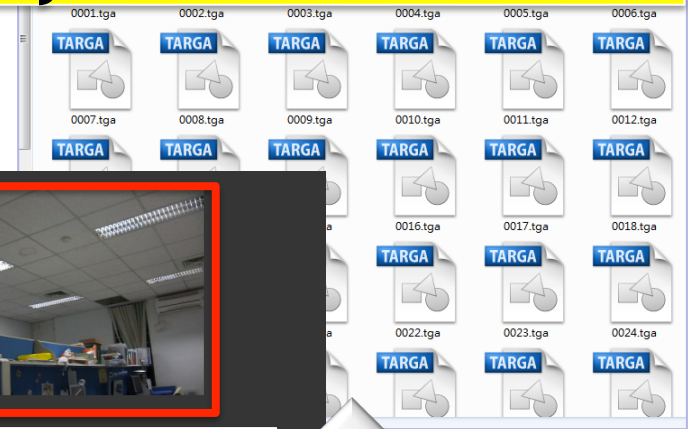 0001.tga 0002.tga 0003.tga 0004.tga 0005.tga 0006.tga
TARGA TARGA TARGA TARGA TARGA TARGA
0007.tga 0008.tga 0009.tga 0010.tga 0011.tga 0012.tga
TARGA TARGA TARGA TARGA TARGA TARGA
0016.tga 0017.tga 0018.tga
TARGA TARGA TARGA
0022.tga 0023.tga 0024.tga
TARGA TARGA TARGA